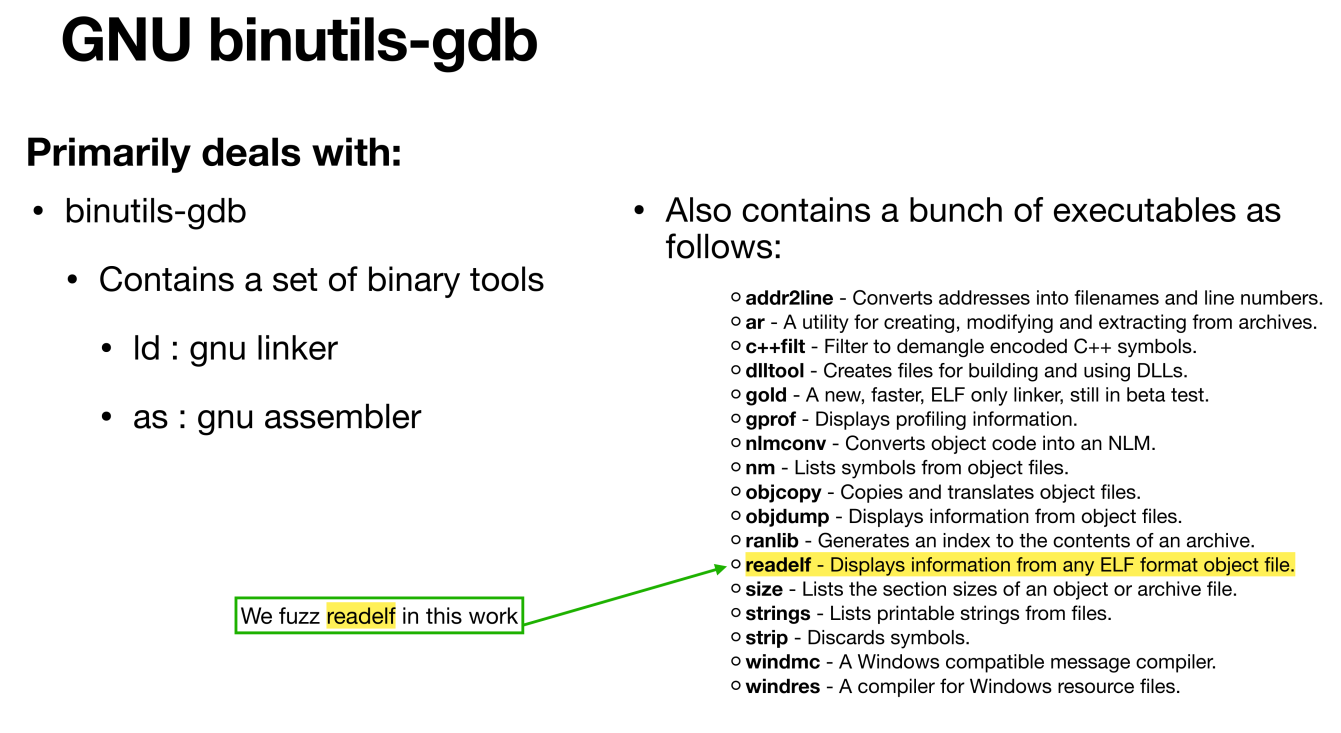 GNU binutils-gdb
Primarily deals with:
• binutils-gdb
• Contains a set of binary tools
• ld : gnu linker
• as : gnu assembler
• Also contains a bunch of executables as
follows:
○ addr2line - Converts addresses into filenames and line numbers.
○ ar - A utility for creating, modifying and extracting from archives.
○ c++filt - Filter to demangle encoded C++ symbols.
○ dlltool - Creates files for building and using DLLs.
○ gold - A new, faster, ELF only linker, still in beta test.
○ gprof - Displays profiling information.
○ nlmconv - Converts object code into an NLM.
○ nm - Lists symbols from object files.
○ objcopy - Copies and translates object files.
○ objdump - Displays information from object files.
○ ranlib - Generates an index to the contents of an archive.
○ readelf - Displays information from any ELF format object file.
○ size - Lists the section sizes of an object or archive file.
○ strings - Lists printable strings from files.
○ strip - Discards symbols.
○ windmc - A Windows compatible message compiler.
○ windres - A compiler for Windows resource files.
We fuzz readelf in this work